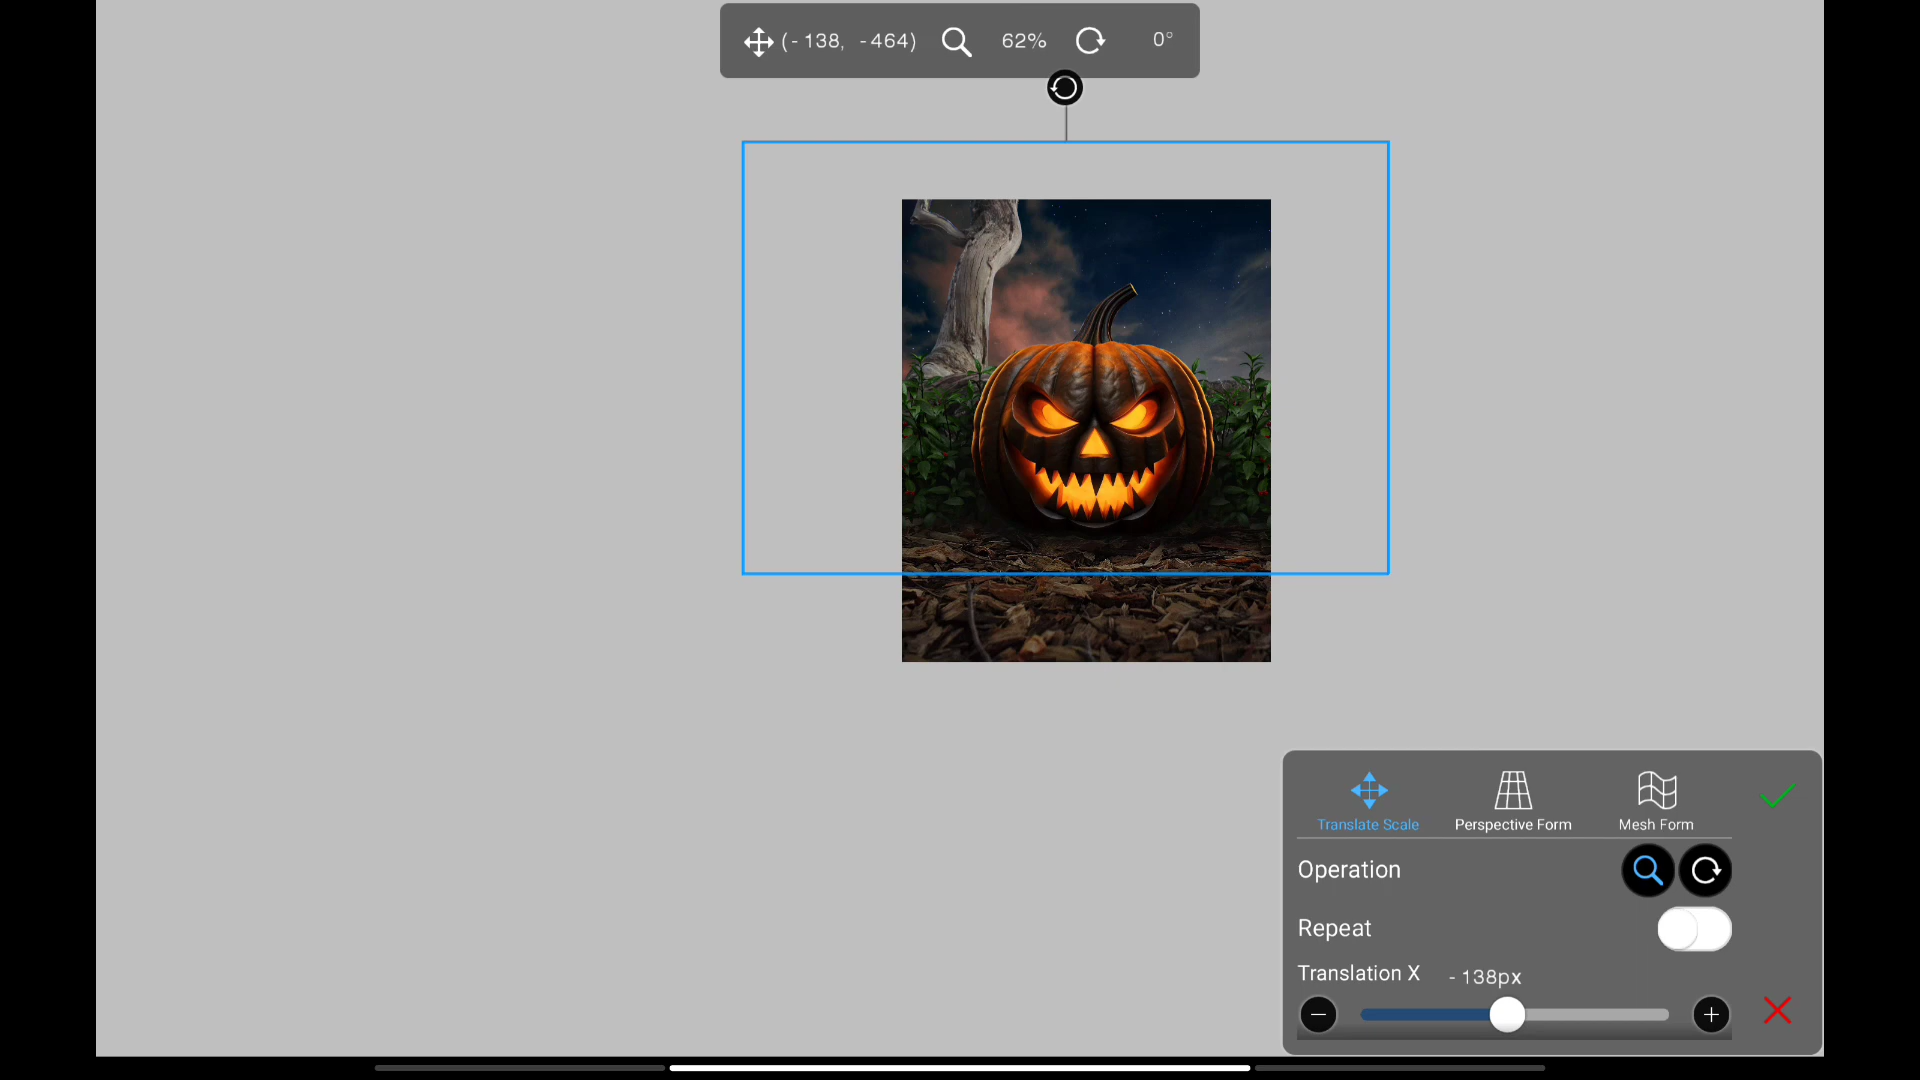 (-138, -464) 62% 0°
Translate Scale Perspective Form Mesh Form
Operation
Repeat
Translation X -138px